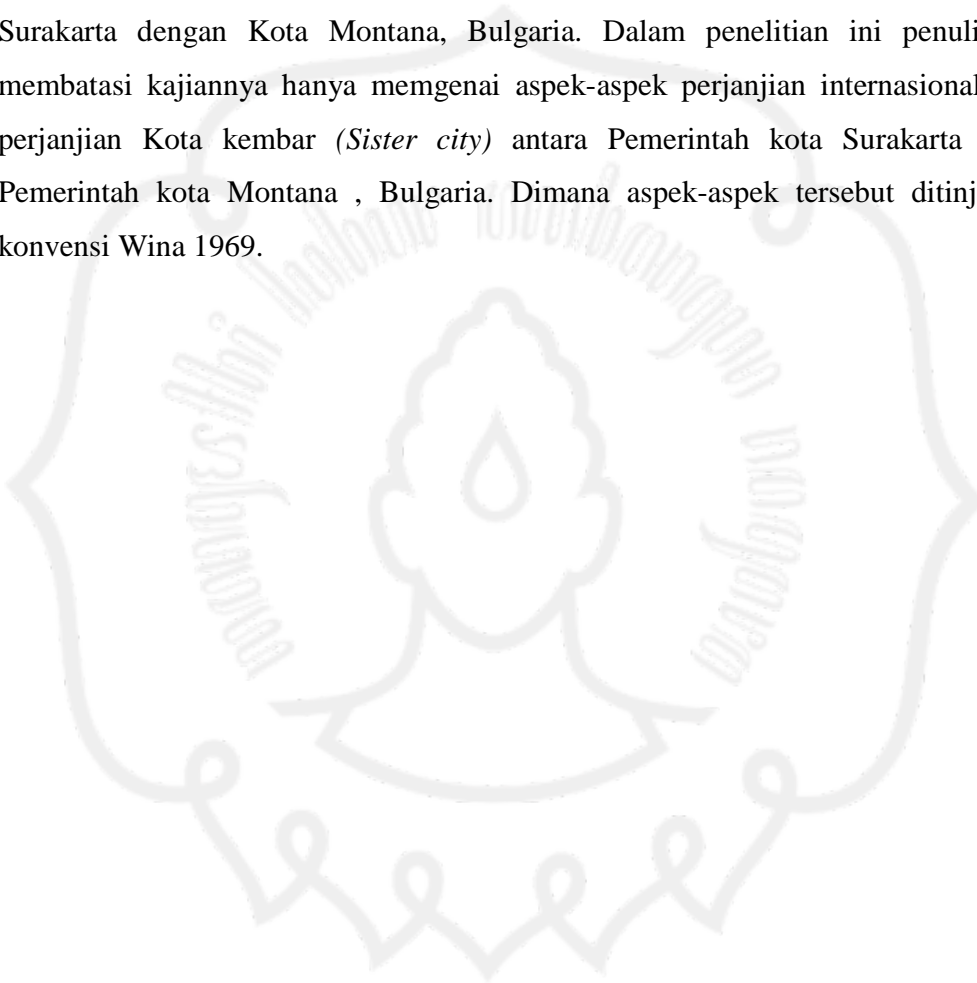 Surakarta dengan Kota Montana, Bulgaria. Dalam penelitian ini penuli
membatasi kajiannya hanya memgenai aspek-aspek perjanjian internasional
perjanjian Kota kembar (Sister city) antara Pemerintah kota Surakarta
Pemerintah kota Montana , Bulgaria. Dimana aspek-aspek tersebut ditinj
konvensi Wina 1969.